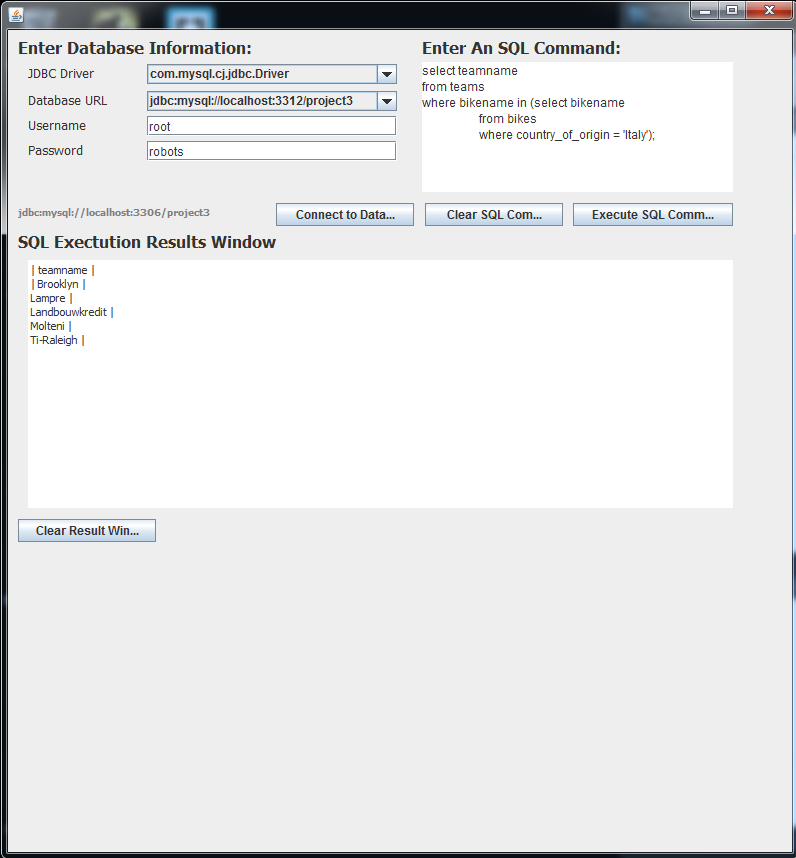 Enter Database Information:
JDBC Driver
com.mysql.cj.jdbc.Driver
Database URL
jdbc:mysql://localhost:3312/project3
Username
root
Password
robots
Enter An SQL Command:
select teamname
from teams
where bikename in (select bikename
from bikes
where country_of_origin = 'Italy');
jdbc:mysql://localhost:3306/project3
Connect to Data...
Clear SQL Com...
Execute SQL Comm...
SQL Exectution Results Window
| teamname |
| Brooklyn |
Lampre |
Landbouwkredit |
Molteni |
Ti-Raleigh |
Clear Result Win...